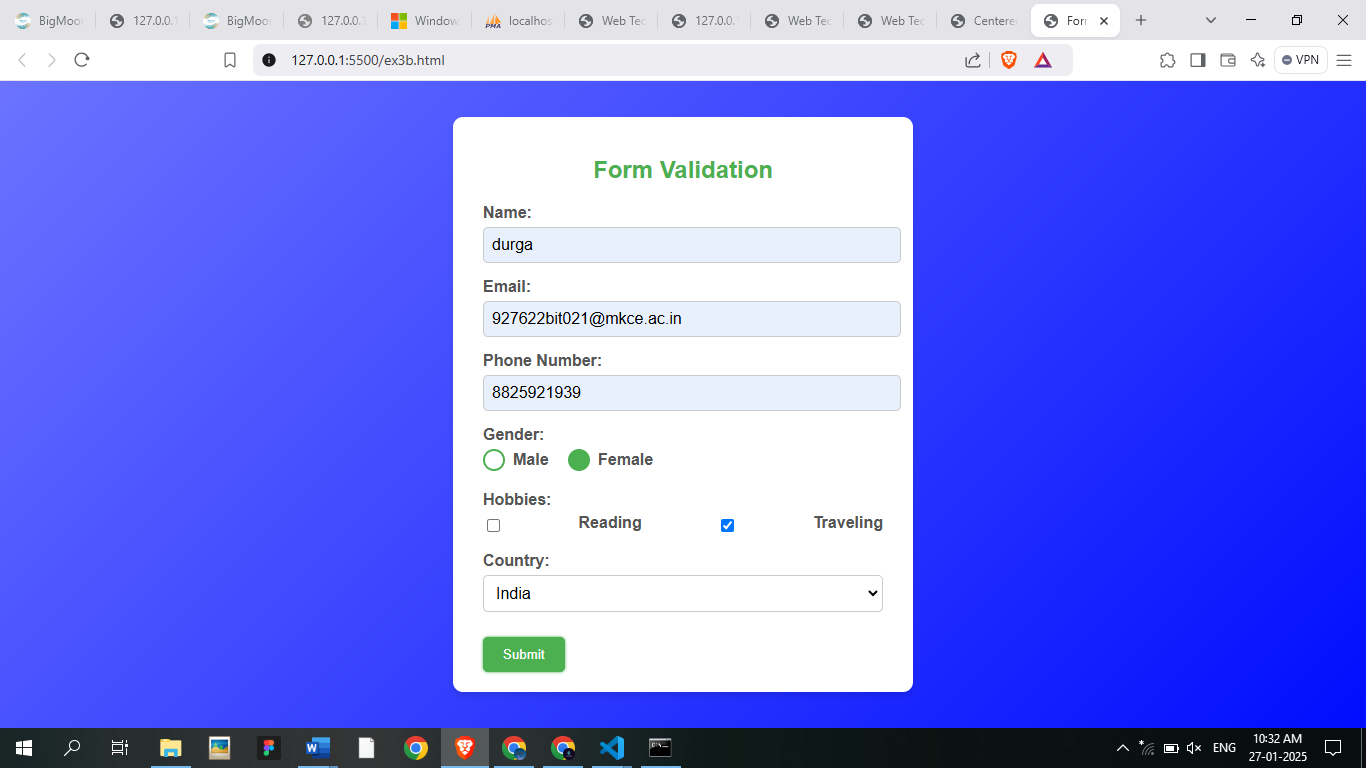 BigMoo 127.0.0.1 BigMoo 127.0.0.1 Window localhos Web Tec 127.0.0.1 Web Tec Web Tec Centere For
127.0.0.1:5500/ex3b.html VPN
Form Validation
Name:
durga
Email:
927622bit021@mkce.ac.in
Phone Number:
8825921939
Gender:
Male Female
Hobbies:
Reading Traveling
Country:
India
Submit
ENG 10:32 AM
27-01-2025